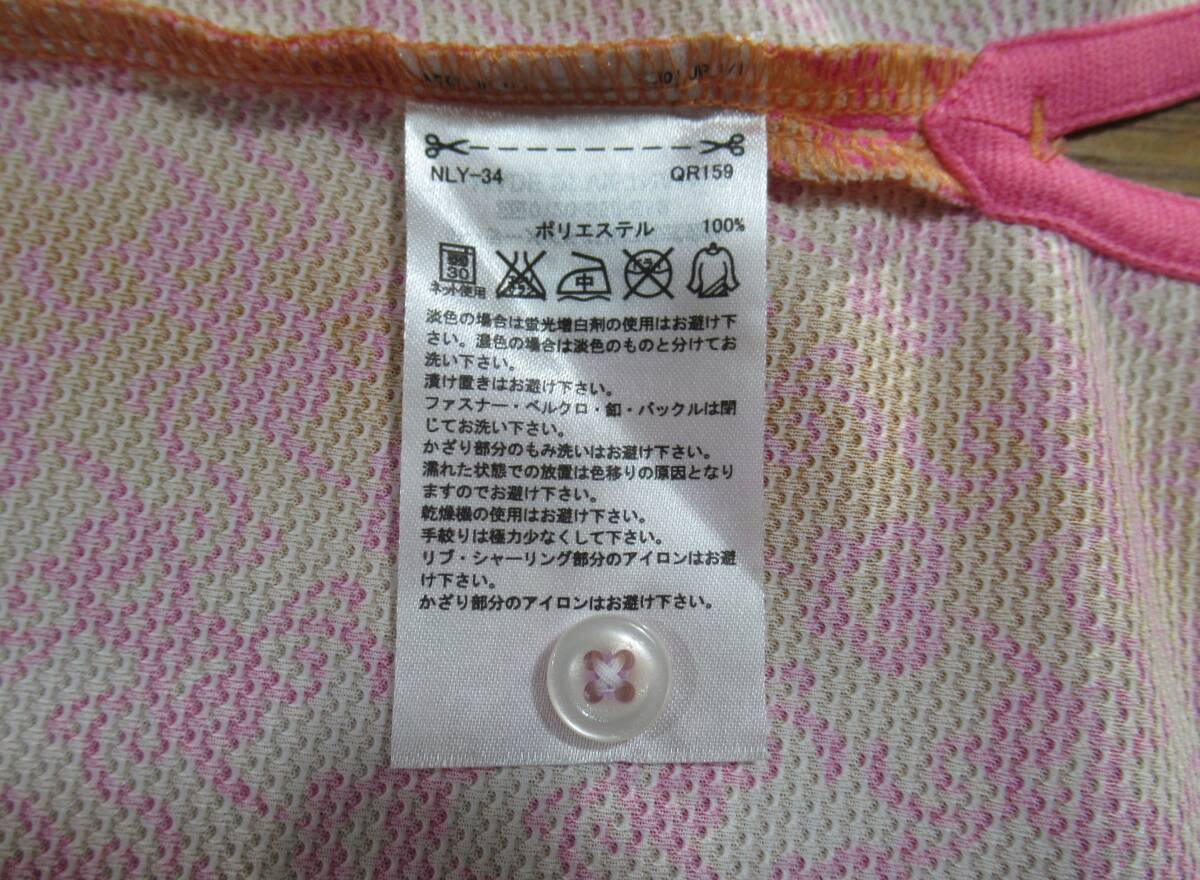 NLY-34 QR159
ポリエステル 100%
30 中
ネット使用
淡色の場合は蛍光増白剤の使用はお避け下
さい。濃色の場合は淡色のものと分けてお
洗い下さい。
漬け置きはお避け下さい。
ファスナー・ベルクロ・釦・バックルは閉
じてお洗い下さい。
かざり部分のもみ洗いはお避け下さい。
濡れた状態での放置は色移りの原因となり
ますのでお避け下さい。
乾燥機の使用はお避け下さい。
手絞りは極力少なくして下さい。
リブ・シャーリング部分のアイロンはお避
け下さい。
かざり部分のアイロンはお避け下さい。